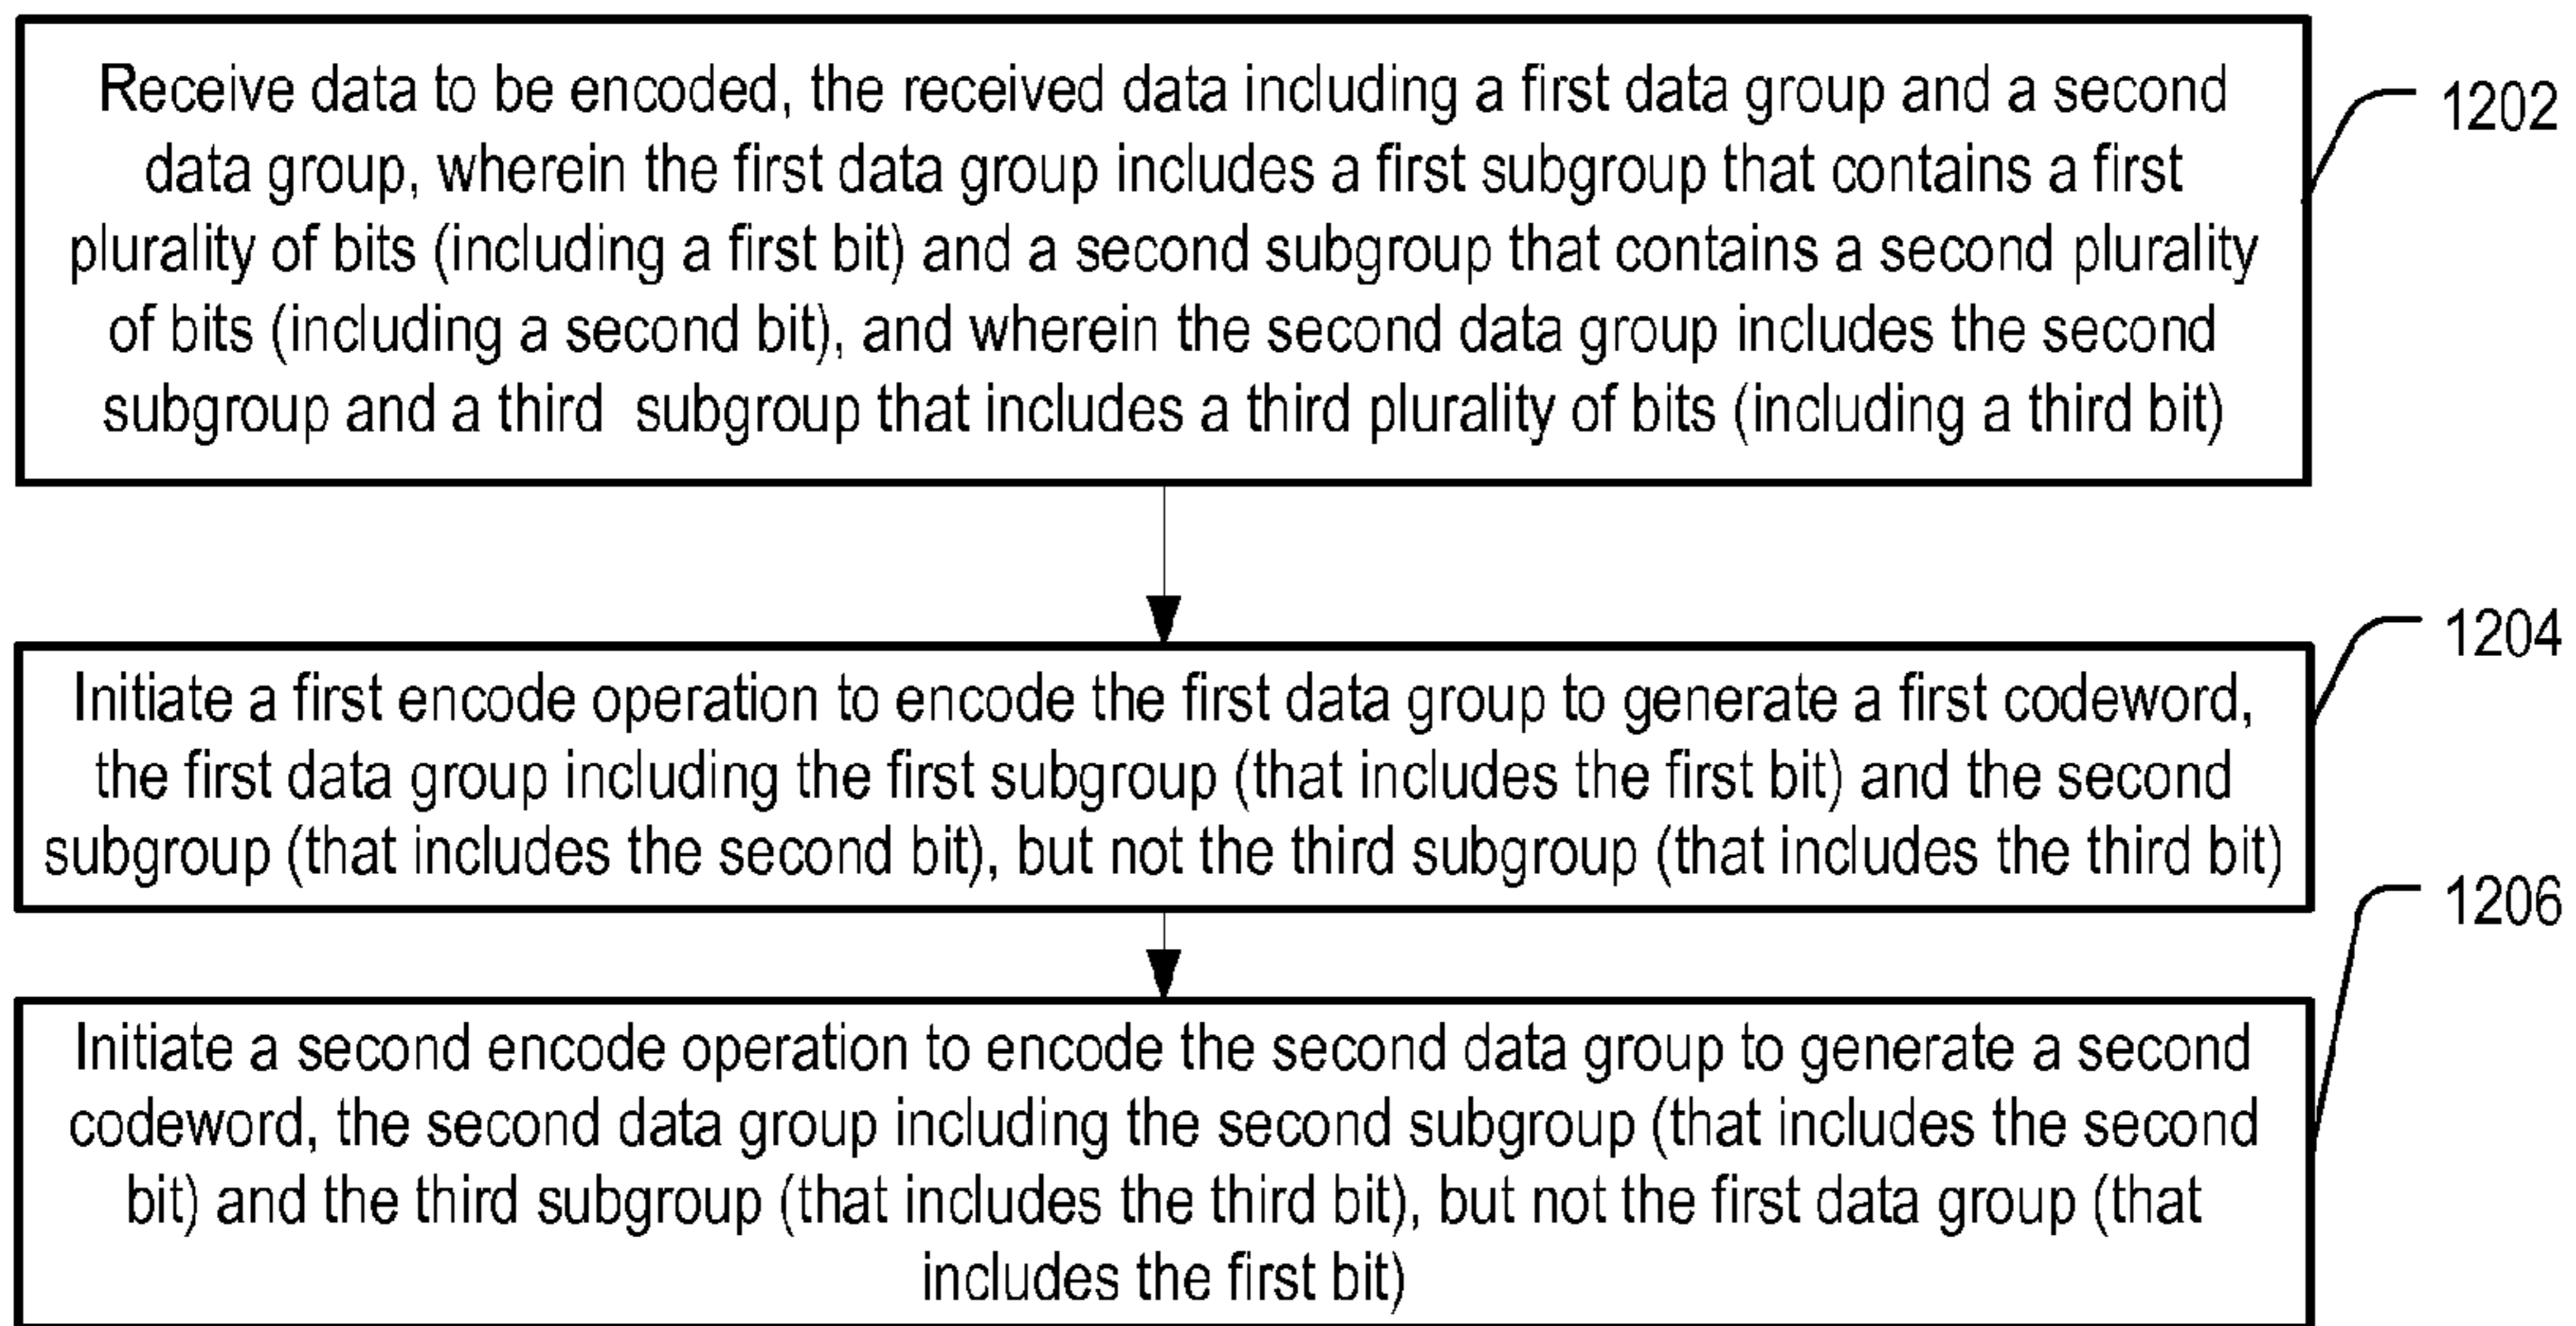 Receive data to be encoded, the received data including a first data group and a second
data group, wherein the first data group includes a first subgroup that contains a first
plurality of bits (including a first bit) and a second subgroup that contains a second plurality
of bits (including a second bit), and wherein the second data group includes the second
subgroup and a third subgroup that includes a third plurality of bits (including a third bit)
1202
Initiate a first encode operation to encode the first data group to generate a first codeword,
the first data group including the first subgroup (that includes the first bit) and the second
subgroup (that includes the second bit), but not the third subgroup (that includes the third bit)
1204
Initiate a second encode operation to encode the second data group to generate a second
codeword, the second data group including the second subgroup (that includes the second
bit) and the third subgroup (that includes the third bit), but not the first data group (that
includes the first bit)
1206